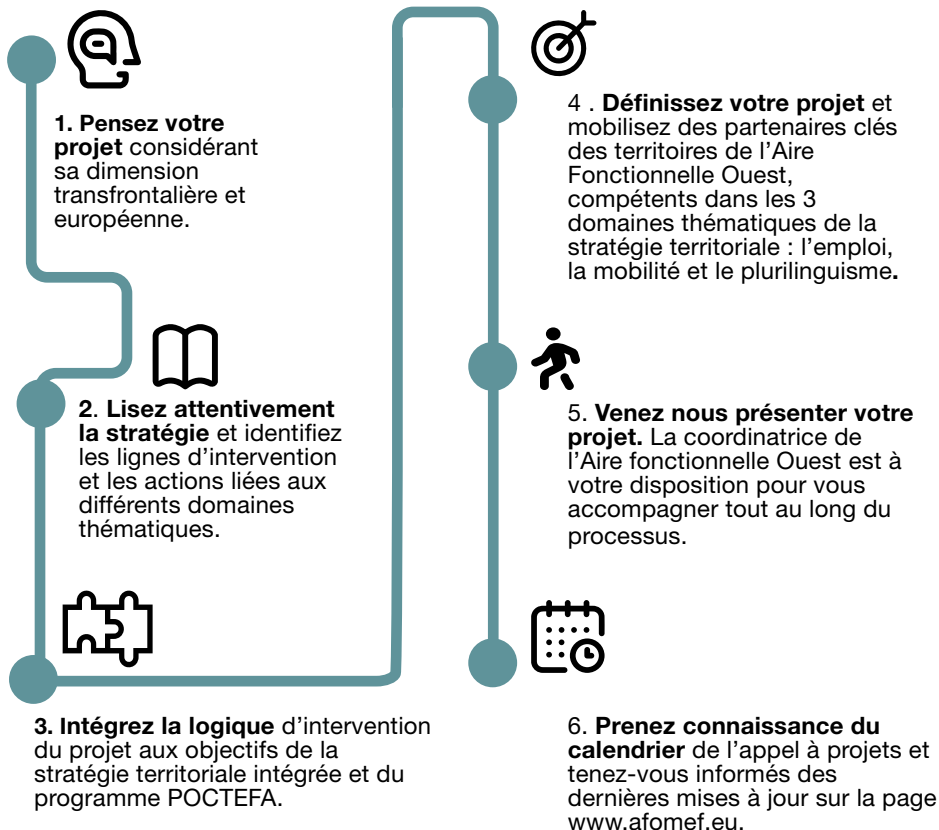 1. Pensez votre
projet considérant
sa dimension
transfrontalière et
européenne.
2. Lisez attentivement
la stratégie et identifiez
les lignes d'intervention
et les actions liées aux
différents domaines
thématiques.
3. Intégrez la logique d'intervention
du projet aux objectifs de la
stratégie territoriale intégrée et du
programme POCTEFA.
4 . Définissez votre projet et
mobilisez des partenaires clés
des territoires de l'Aire
Fonctionnelle Ouest,
compétents dans les 3
domaines thématiques de la
stratégie territoriale : l'emploi,
la mobilité et le plurilinguisme.
5. Venez nous présenter votre
projet. La coordinatrice de
l'Aire fonctionnelle Ouest est à
votre disposition pour vous
accompagner tout au long du
processus.
6. Prenez connaissance du
calendrier de l'appel à projets et
tenez-vous informés des
dernières mises à jour sur la page
www.afomef.eu.